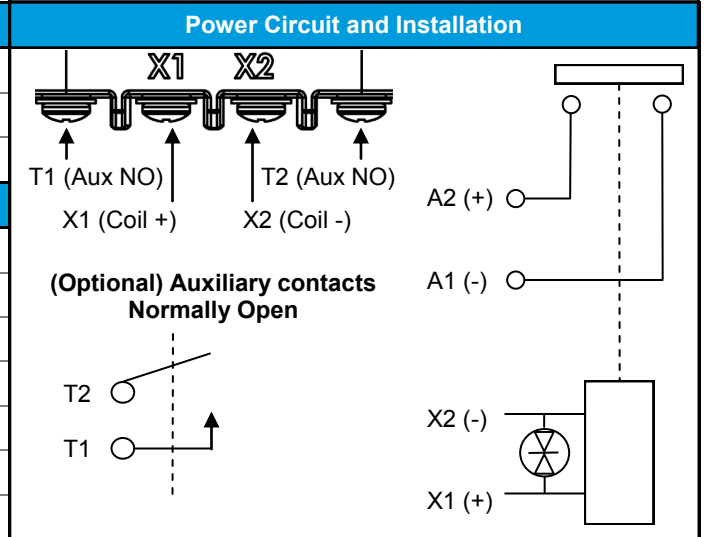 Power Circuit and Installation
X1 X2
T1 (Aux NO) T2 (Aux NO)
X1 (Coil +) X2 (Coil -)
(Optional) Auxiliary contacts
Normally Open
T2
T1
A2 (+)
A1 (-)
X2 (-)
X1 (+)